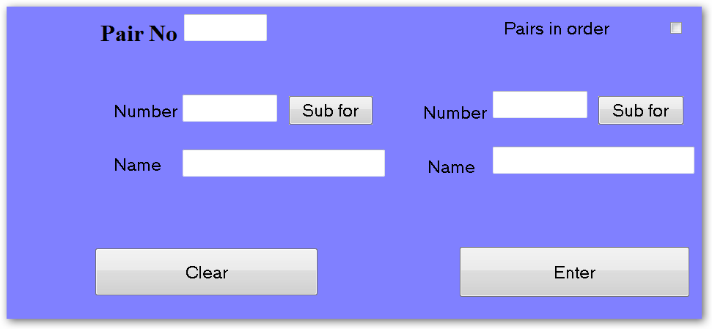 Pair No
Pairs in order
Number Sub for Number Sub for
Name Name
Clear Enter